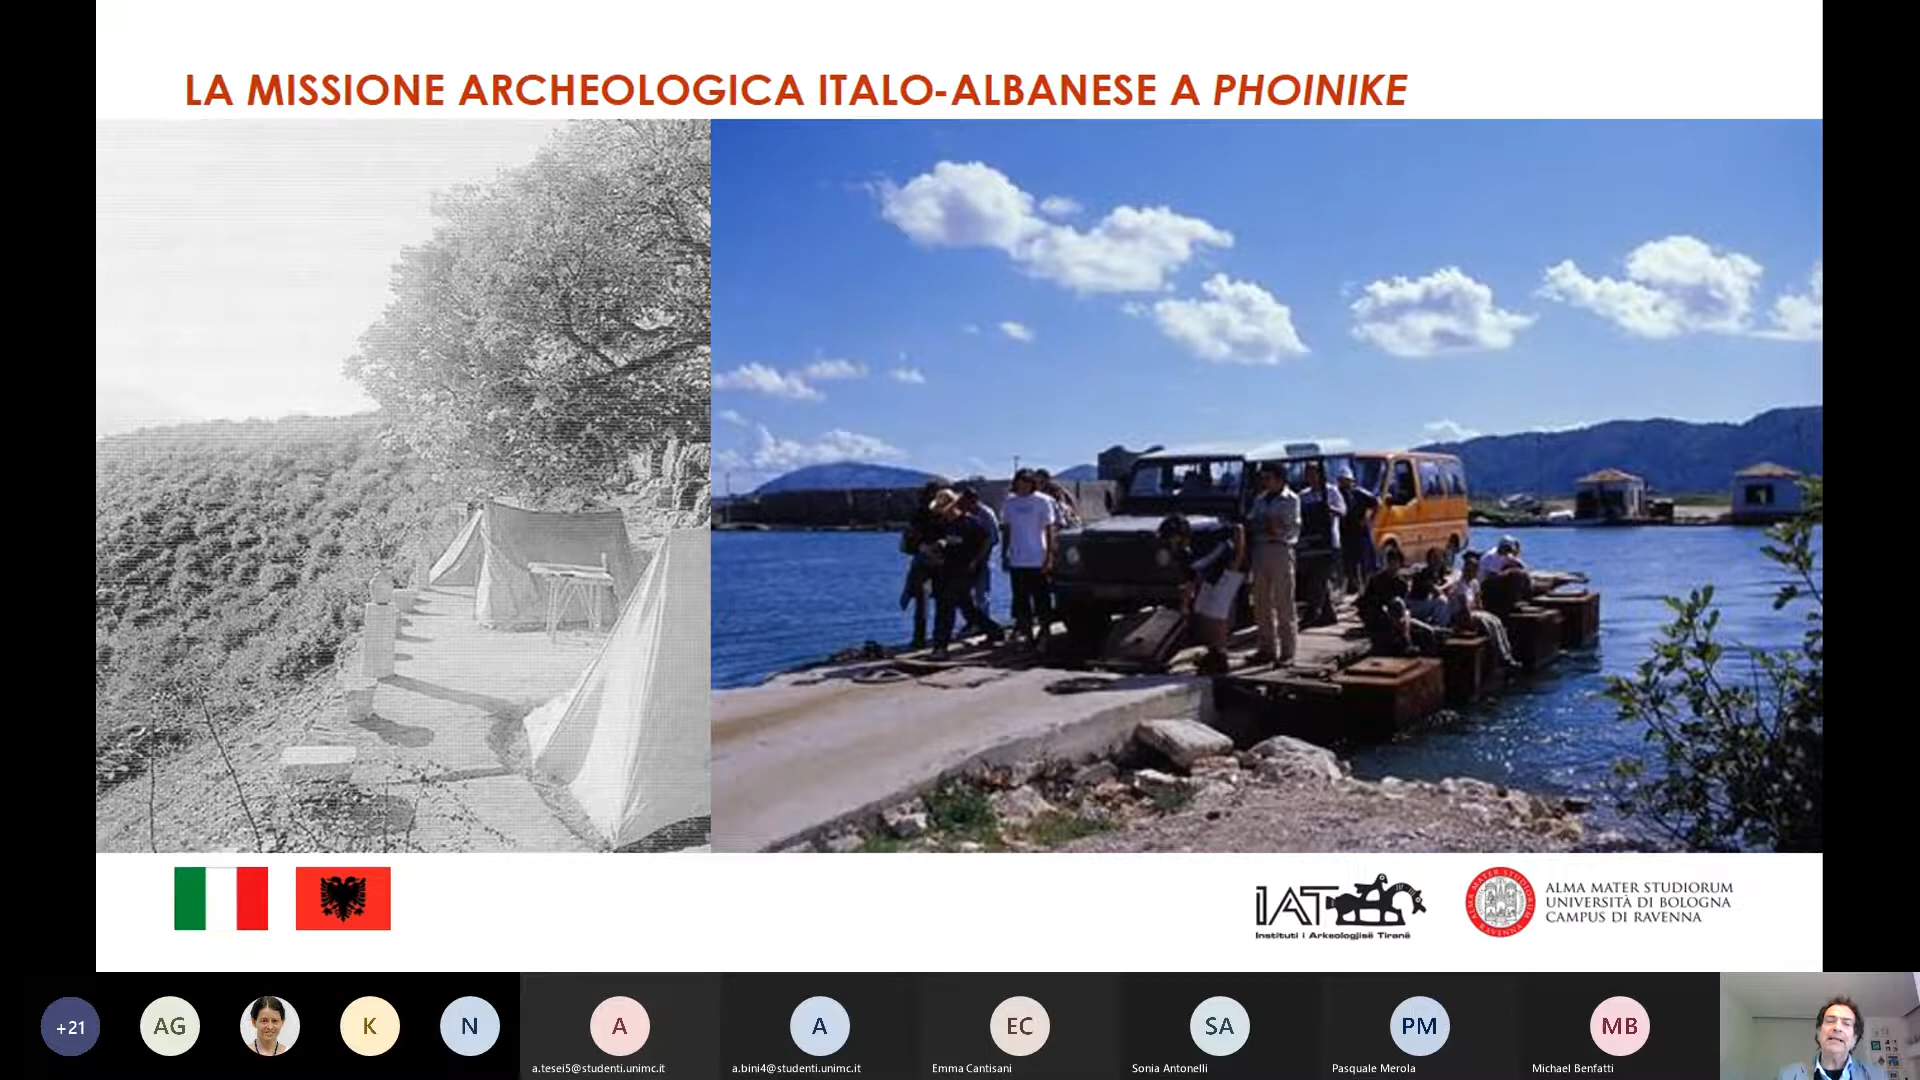 LA MISSIONE ARCHEOLOGICA ITALO-ALBANESE A PHOINIKE
IAT
Instituti i Arkeologjisë Tiranë
ALMA MATER STUDIORUM
UNIVERSITÀ DI BOLOGNA
CAMPUS DI RAVENNA
+21
AG
K
N
A
A
EC
SA
PM
MB
a.tesei5@studenti.unimc.it
a.bini4@studenti.unimc.it
Emma Cantisani
Sonia Antonelli
Pasquale Merola
Michael Benfatti